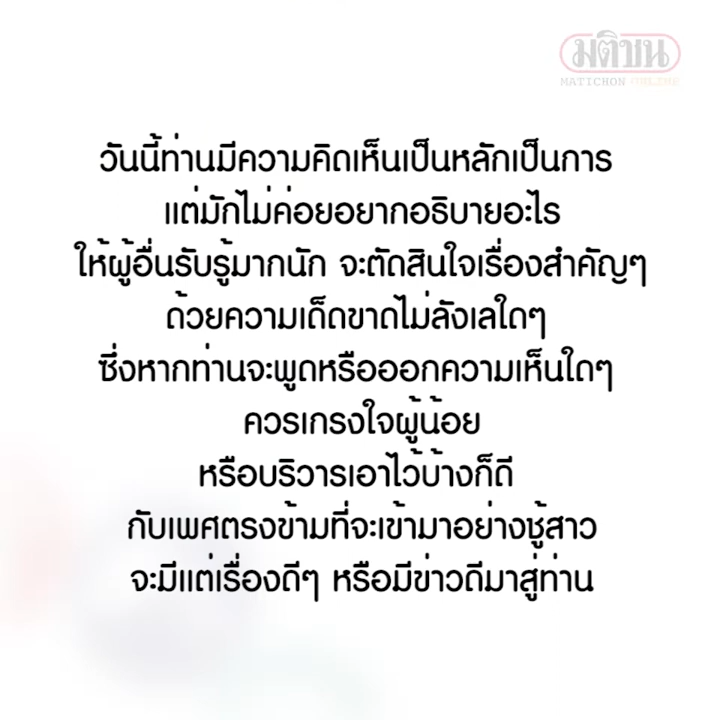 มติชน
MATICHON ONLINE
วันนี้ท่านมีความคิดเห็นเป็นหลักเป็นการ
แต่มักไม่ค่อยอยากอธิบายอะไร
ให้ผู้อื่นรับรู้มากนัก จะตัดสินใจเรื่องสำคัญๆ
ด้วยความเด็ดขาดไม่ลังเลใดๆ
ซึ่งหากท่านจะพูดหรือออกความเห็นใดๆ
ควรเกรงใจผู้น้อย
หรือบริวารเอาไว้บ้างก็ดี
กับเพศตรงข้ามที่จะเข้ามาอย่างชู้สาว
จะมีแต่เรื่องดีๆ หรือมีข่าวดีมาสู่ท่าน